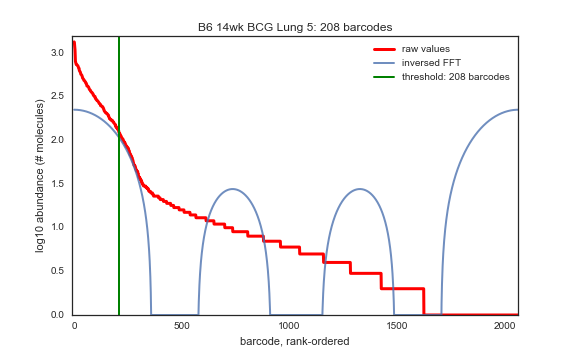 B6 14wk BCG Lung 5: 208 barcodes
raw values
inversed FFT
threshold: 208 barcodes
log10 abundance (# molecules)
3.0
2.5
2.0
1.5
1.0
0.5
0.0
0 500 1000 1500 2000
barcode, rank-ordered